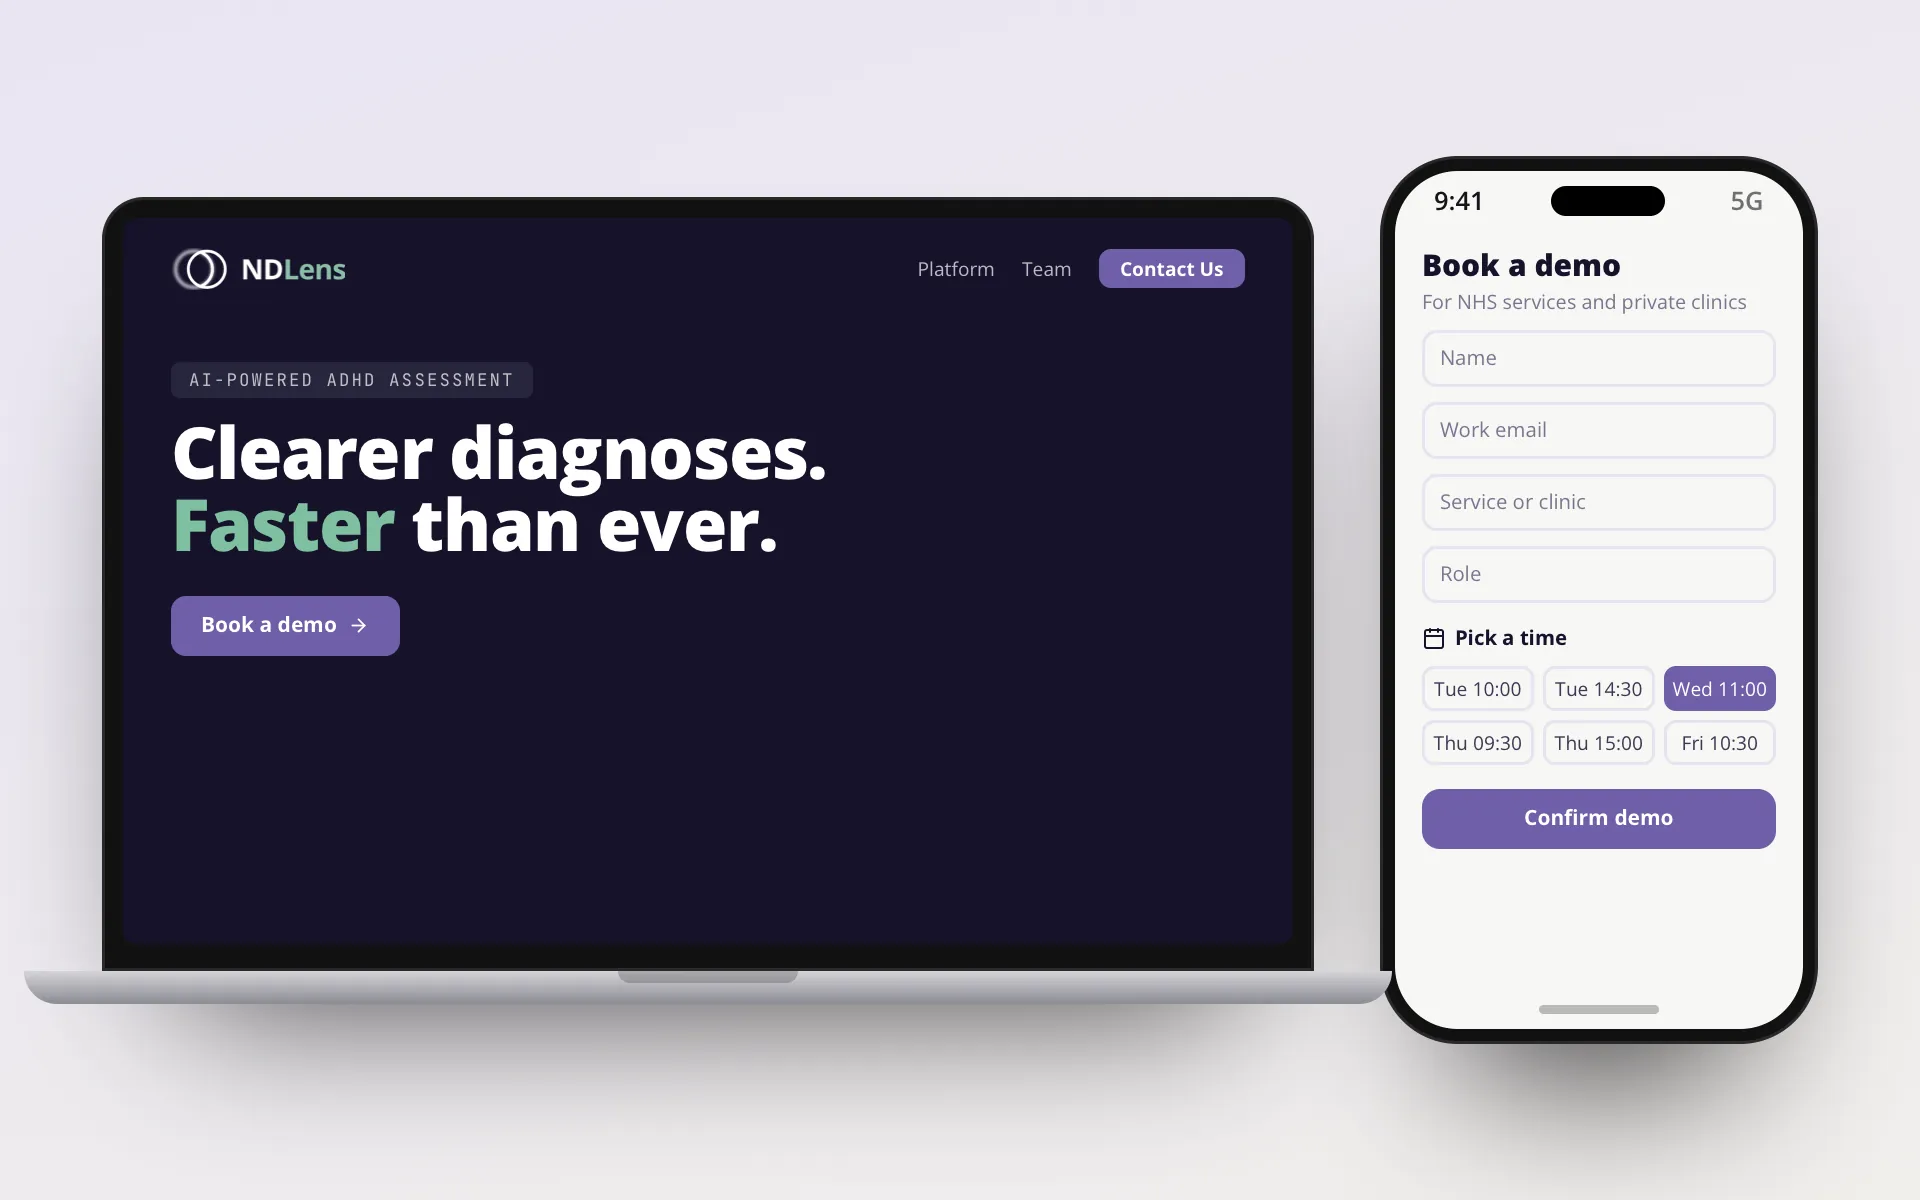 NDLens
Platform
Team
Contact Us
AI-POWERED ADHD ASSESSMENT
Clearer diagnoses.
Faster than ever.
Book a demo →
9:41
5G
Book a demo
For NHS services and private clinics
Name
Work email
Service or clinic
Role
Pick a time
Tue 10:00
Tue 14:30
Wed 11:00
Thu 09:30
Thu 15:00
Fri 10:30
Confirm demo